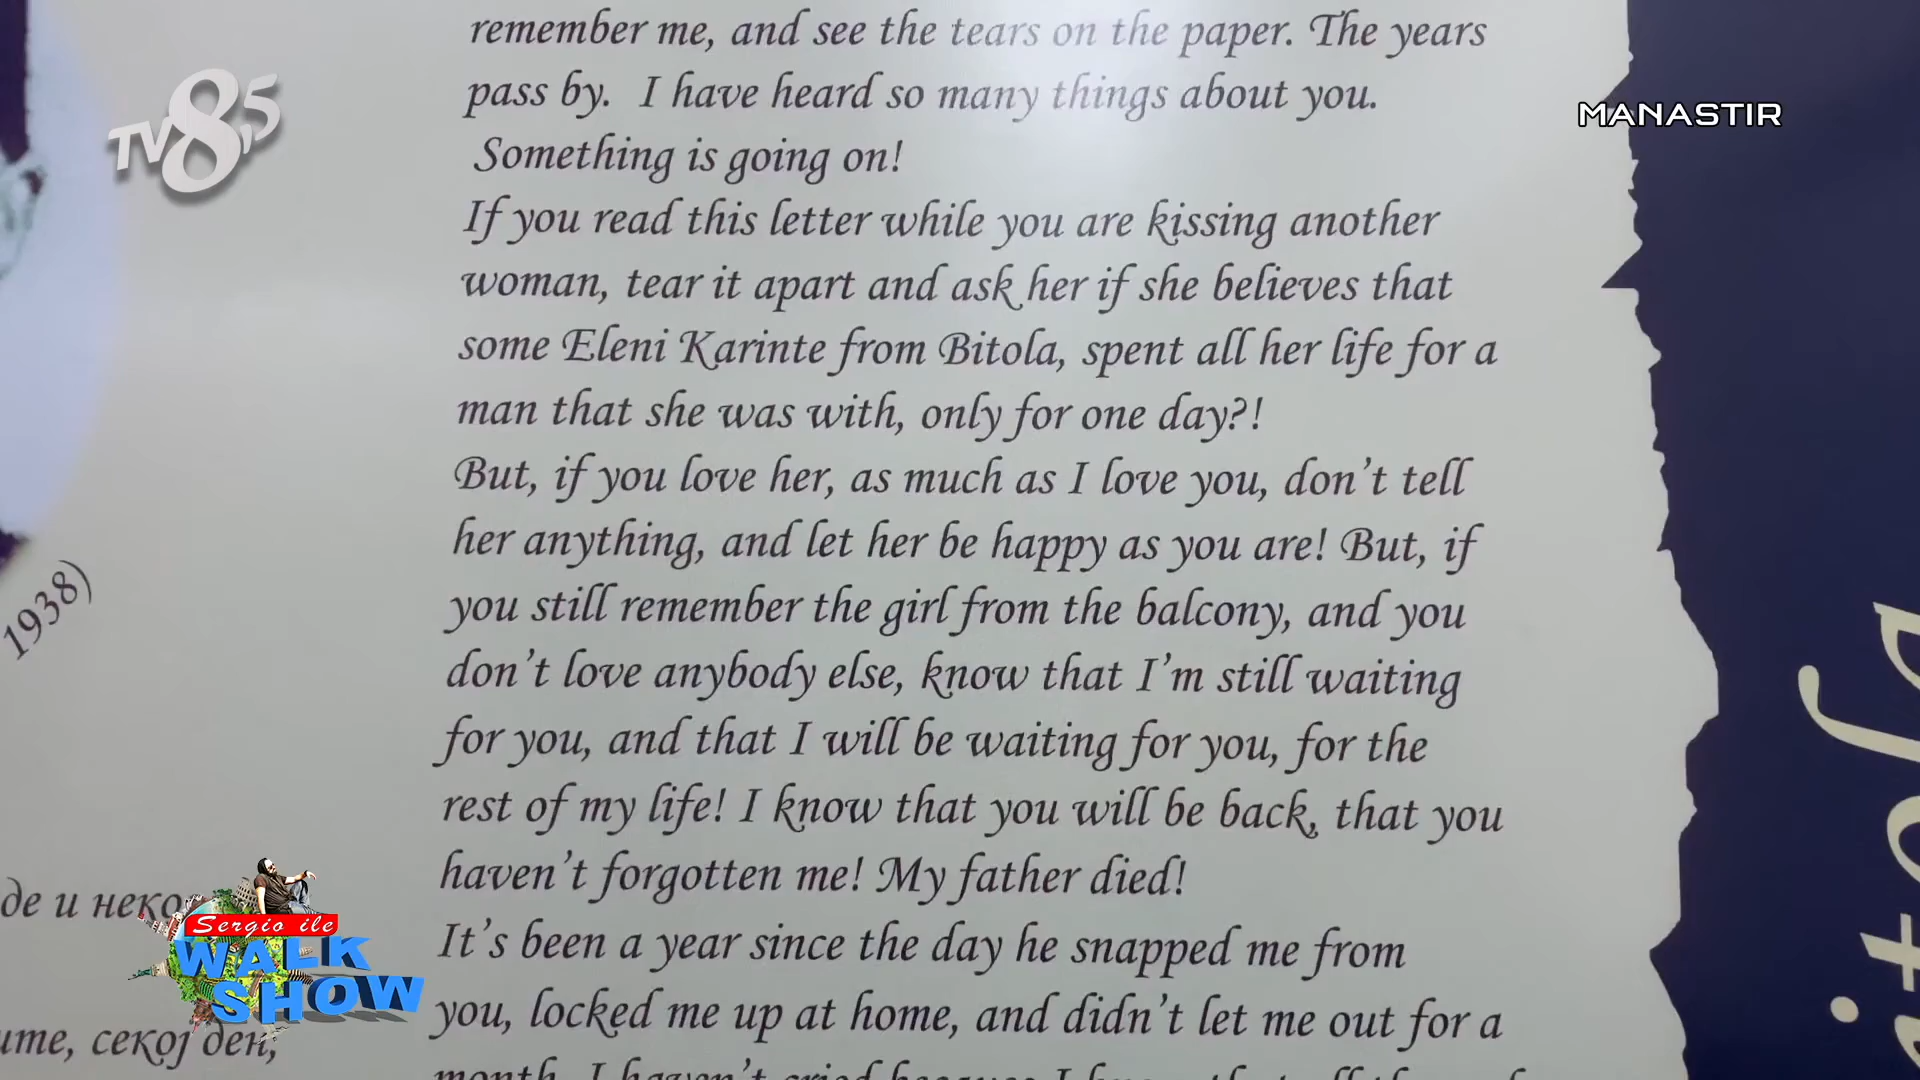 remember me, and see the tears on the paper. The years
pass by. I have heard so many things about you.
Something is going on!
If you read this letter while you are kissing another
woman, tear it apart and ask her if she believes that
some Eleni Karinte from Bitola, spent all her life for a
man that she was with, only for one day?!
But, if you love her, as much as I love you, don't tell
her anything, and let her be happy as you are! But, if
you still remember the girl from the balcony, and you
don't love anybody else, know that I'm still waiting
for you, and that I will be waiting for you, for the
rest of my life! I know that you will be back, that you
haven't forgotten me! My father died!
It's been a year since the day he snapped me from
you, locked me up at home, and didn't let me out for a
month. I haven't cried because I
TV8,5
MANASTIR
1938)
де и неко
Sergio ile
WALK
SHOW
секој ден,